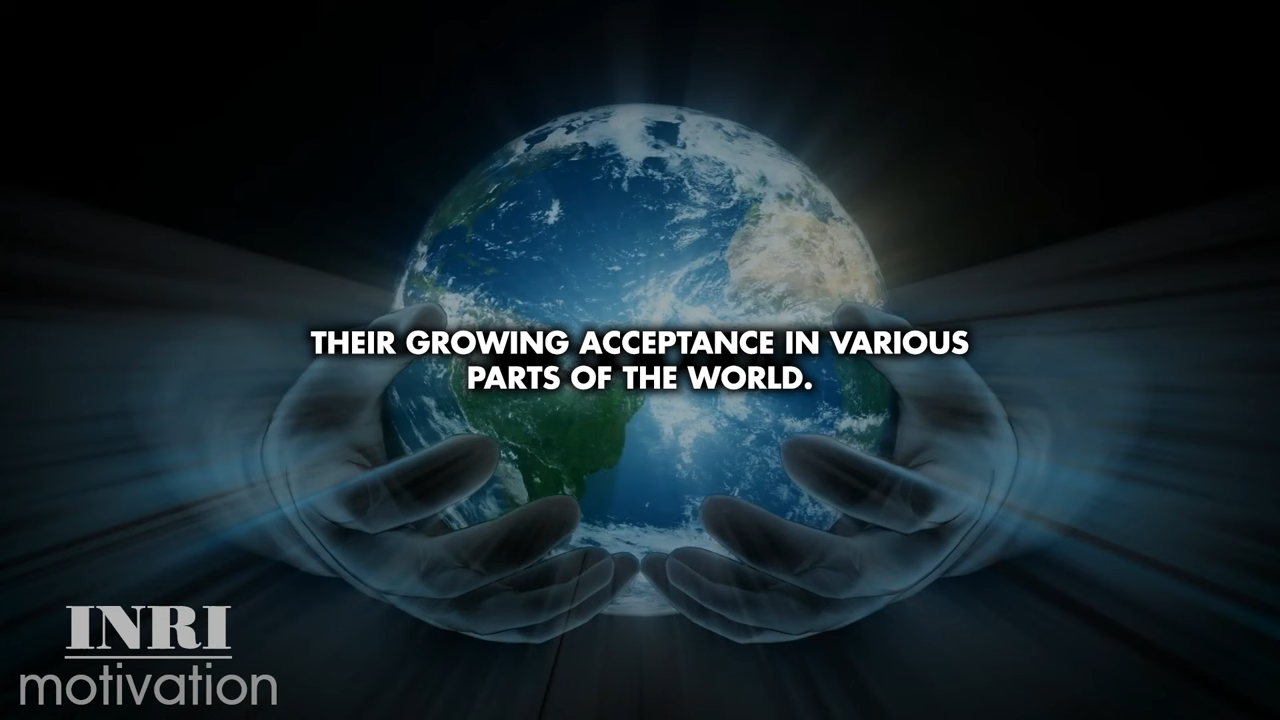 THEIR GROWING ACCEPTANCE IN VARIOUS
PARTS OF THE WORLD.
INRI
motivation